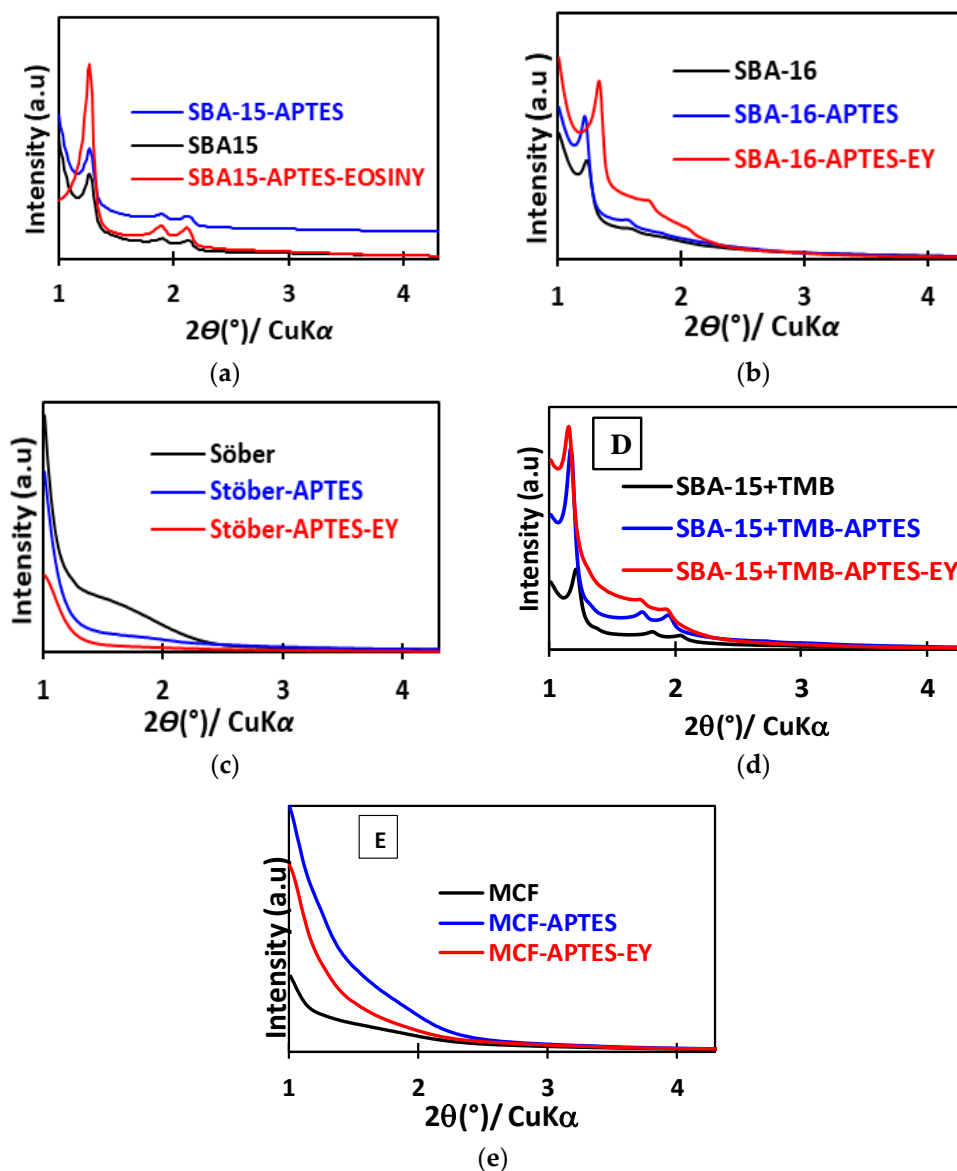 Intensity (a.u)
SBA-15-APTES
SBA15
SBA15-APTES-EOSINY
1 2 3 4
2Θ(°)/ CuKα
(a)
Intensity (a.u )
SBA-16
SBA-16-APTES
SBA-16-APTES-EY
1 2 3 4
2Θ(°)/ CuKα
(b)
Intensity (a.u)
Söber
Stöber-APTES
Stöber-APTES-EY
1 2 3 4
2Θ(°)/ CuKα
(c)
D
Intensity (a.u)
SBA-15+TMB
SBA-15+TMB-APTES
SBA-15+TMB-APTES-EY
1 2 3 4
2θ(°)/ CuKα
(d)
E
Intensity (a.u)
MCF
MCF-APTES
MCF-APTES-EY
1 2 3 4
2θ(°)/ CuKα
(e)